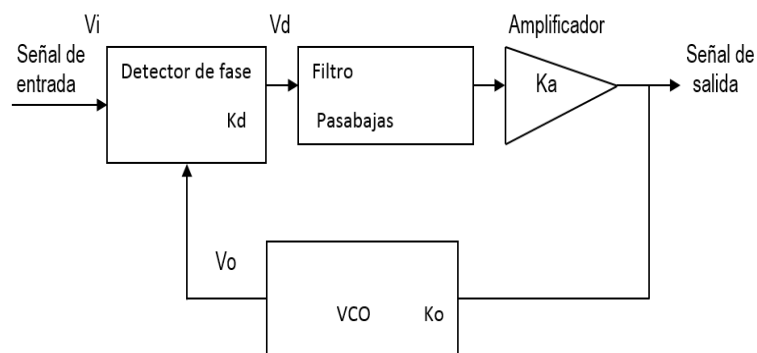 Vi
Vd
Amplificador
Señal de
entrada
Detector de fase
Kd
Filtro
Pasabajas
Ka
Señal de
salida
Vo
VCO
Ko